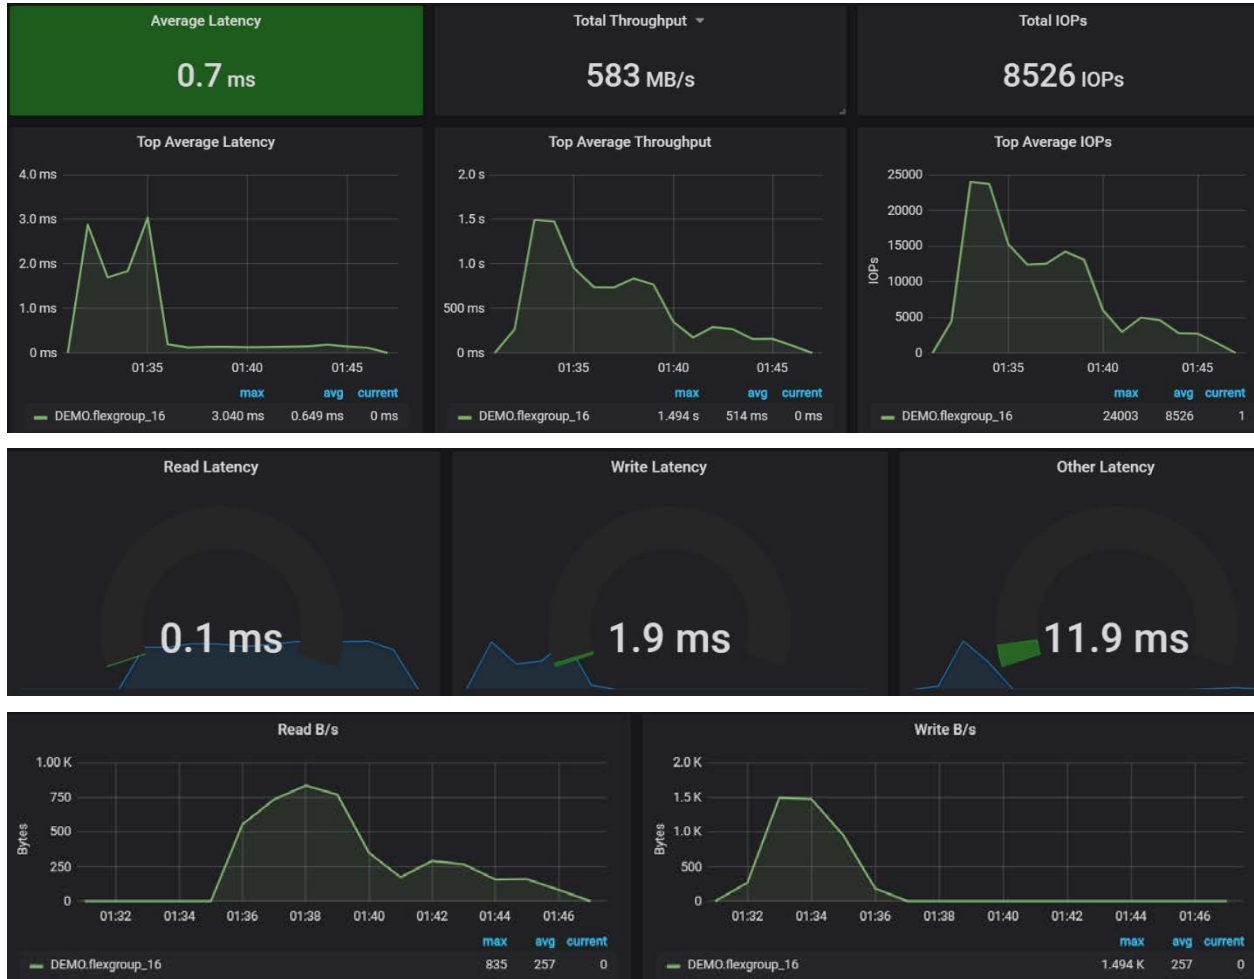 Average Latency
0.7 ms
Total Throughput
583 MB/s
Total IOPs
8526 IOPs
Top Average Latency
4.0 ms
3.0 ms
2.0 ms
1.0 ms
0 ms
01:35 01:40 01:45
max avg current
DEMO.flexgroup_16 3.040 ms 0.649 ms 0 ms
Top Average Throughput
2.0 s
1.5 s
1.0 s
500 ms
0 ms
01:35 01:40 01:45
max avg current
DEMO.flexgroup_16 1.494 s 514 ms 0 ms
Top Average IOPs
IOPs
25000
20000
15000
10000
5000
0
01:35 01:40 01:45
max avg current
DEMO.flexgroup_16 24003 8526 1
Read Latency
0.1 ms
Write Latency
1.9 ms
Other Latency
11.9 ms
Read B/s
Bytes
1.00 K
750
500
250
0
01:32 01:34 01:36 01:38 01:40 01:42 01:44 01:46
max avg current
DEMO.flexgroup_16 835 257 0
Write B/s
Bytes
2.0 K
1.5 K
1.0 K
500
0
01:32 01:34 01:36 01:38 01:40 01:42 01:44 01:46
max avg current
DEMO.flexgroup_16 1.494 K 257 0